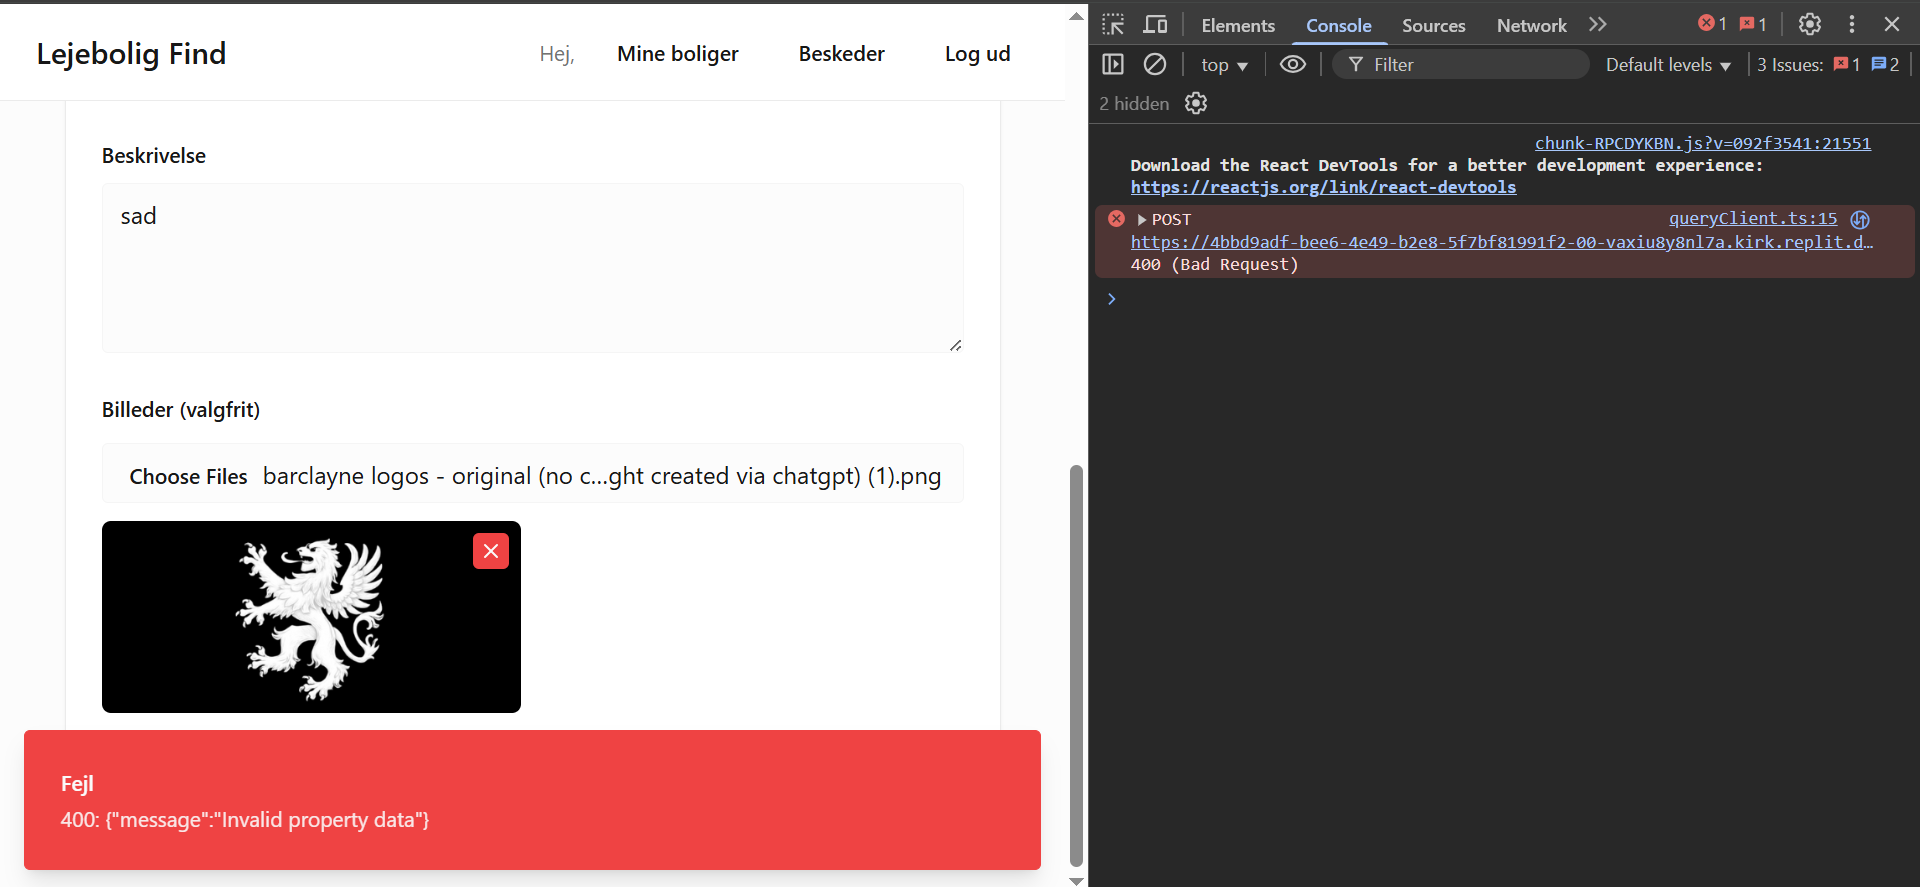 Lejebolig Find
Hej,
Mine boliger
Beskeder
Log ud
Beskrivelse
sad
Billeder (valgfrit)
Choose Files barclayne logos - original (no c...ght created via chatgpt) (1).png
Fejl
400: {"message":"Invalid property data"}
Elements
Console
Sources
Network
1
1
top
Filter
Default levels
3 Issues: 1 2
2 hidden
chunk-RPCDYKBN.js?v=092f3541:21551
Download the React DevTools for a better development experience:
https://reactjs.org/link/react-devtools
POST
queryClient.ts:15
https://4bbd9adf-bee6-4e49-b2e8-5f7bf81991f2-00-vaxiu8y8nl7a.kirk.replit.d…
400 (Bad Request)